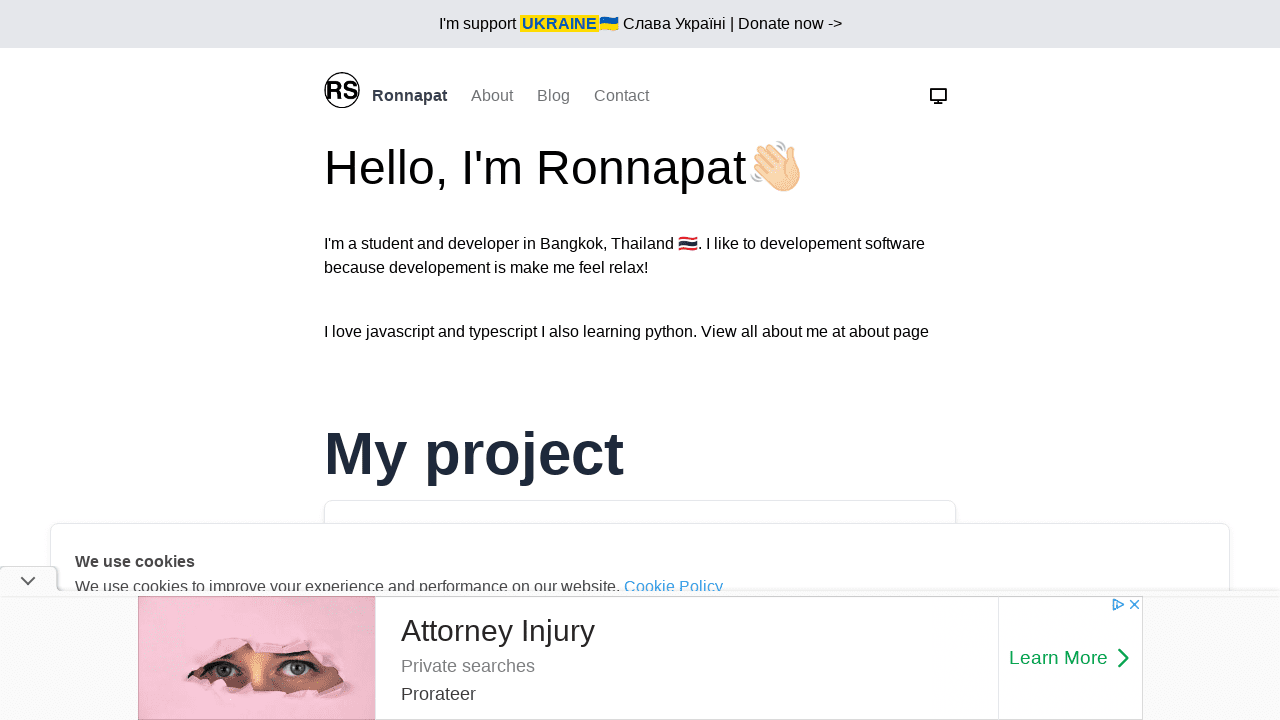 I'm support UKRAINE🇺🇦 Слава Україні | Donate now ->
RS Ronnapat About Blog Contact
Hello, I'm Ronnapat👋🏻
I'm a student and developer in Bangkok, Thailand 🇹🇭. I like to developement software
because developement is make me feel relax!
I love javascript and typescript I also learning python. View all about me at about page
My project
We use cookies
We use cookies to improve your experience and performance on our website. Cookie Policy
Attorney Injury
Private searches
Prorateer
Learn More